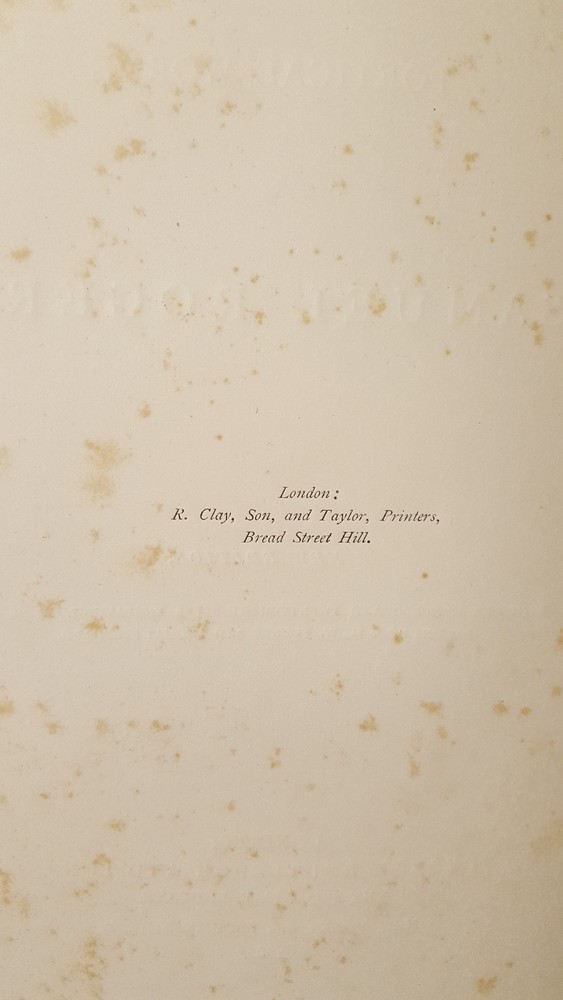 London:
R. Clay, Son, and Taylor, Printers,
Bread Street Hill.